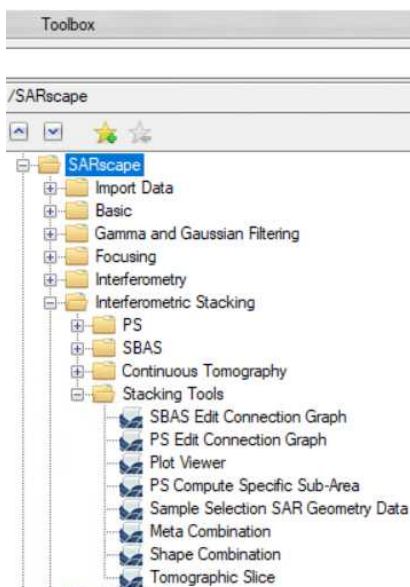 Toolbox
/SARscape
SARscape
Import Data
Basic
Gamma and Gaussian Filtering
Focusing
Interferometry
Interferometric Stacking
PS
SBAS
Continuous Tomography
Stacking Tools
SBAS Edit Connection Graph
PS Edit Connection Graph
Plot Viewer
PS Compute Specific Sub-Area
Sample Selection SAR Geometry Data
Meta Combination
Shape Combination
Tomographic Slice